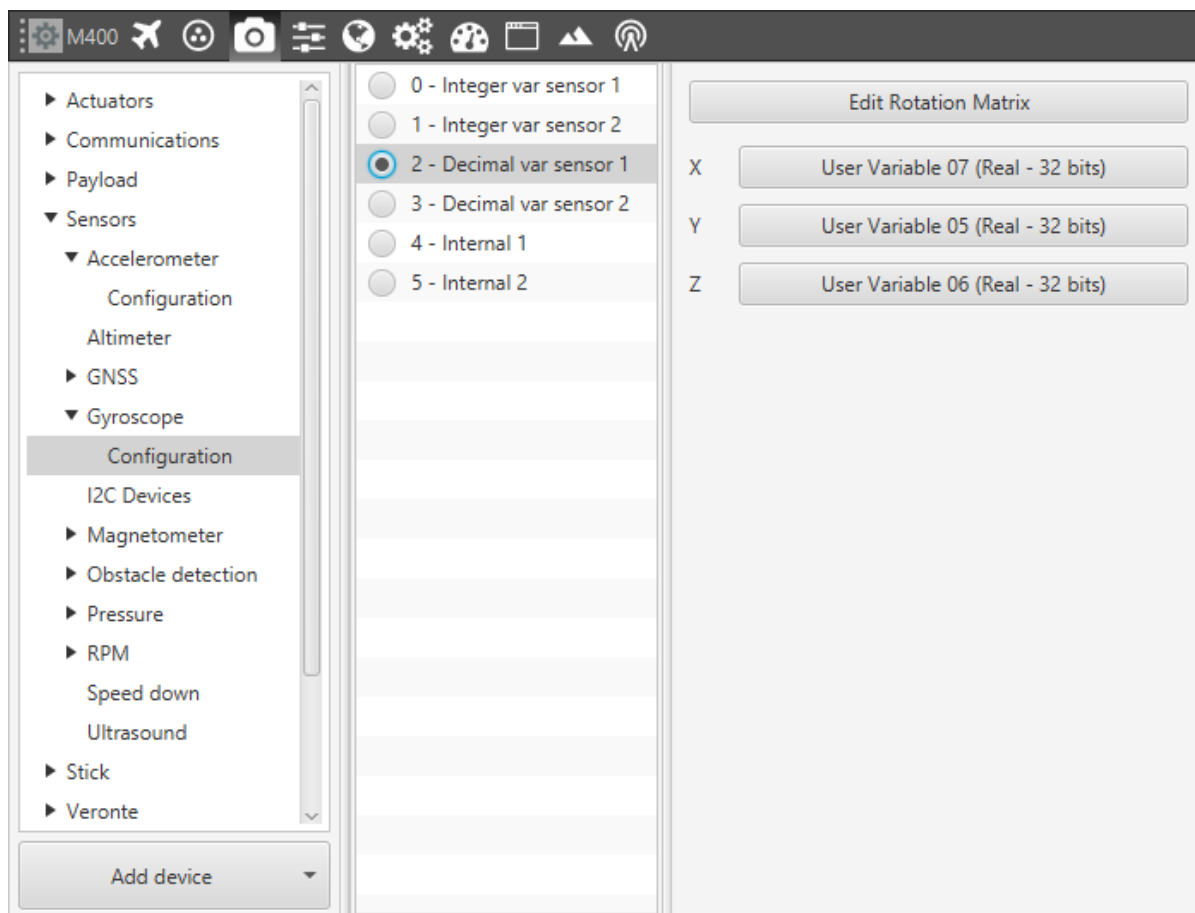 M400
Actuators
Communications
Payload
Sensors
Accelerometer
Configuration
Altimeter
GNSS
Gyroscope
Configuration
I2C Devices
Magnetometer
Obstacle detection
Pressure
RPM
Speed down
Ultrasound
Stick
Veronte
Add device
0 - Integer var sensor 1
1 - Integer var sensor 2
2 - Decimal var sensor 1
3 - Decimal var sensor 2
4 - Internal 1
5 - Internal 2
Edit Rotation Matrix
X User Variable 07 (Real - 32 bits)
Y User Variable 05 (Real - 32 bits)
Z User Variable 06 (Real - 32 bits)